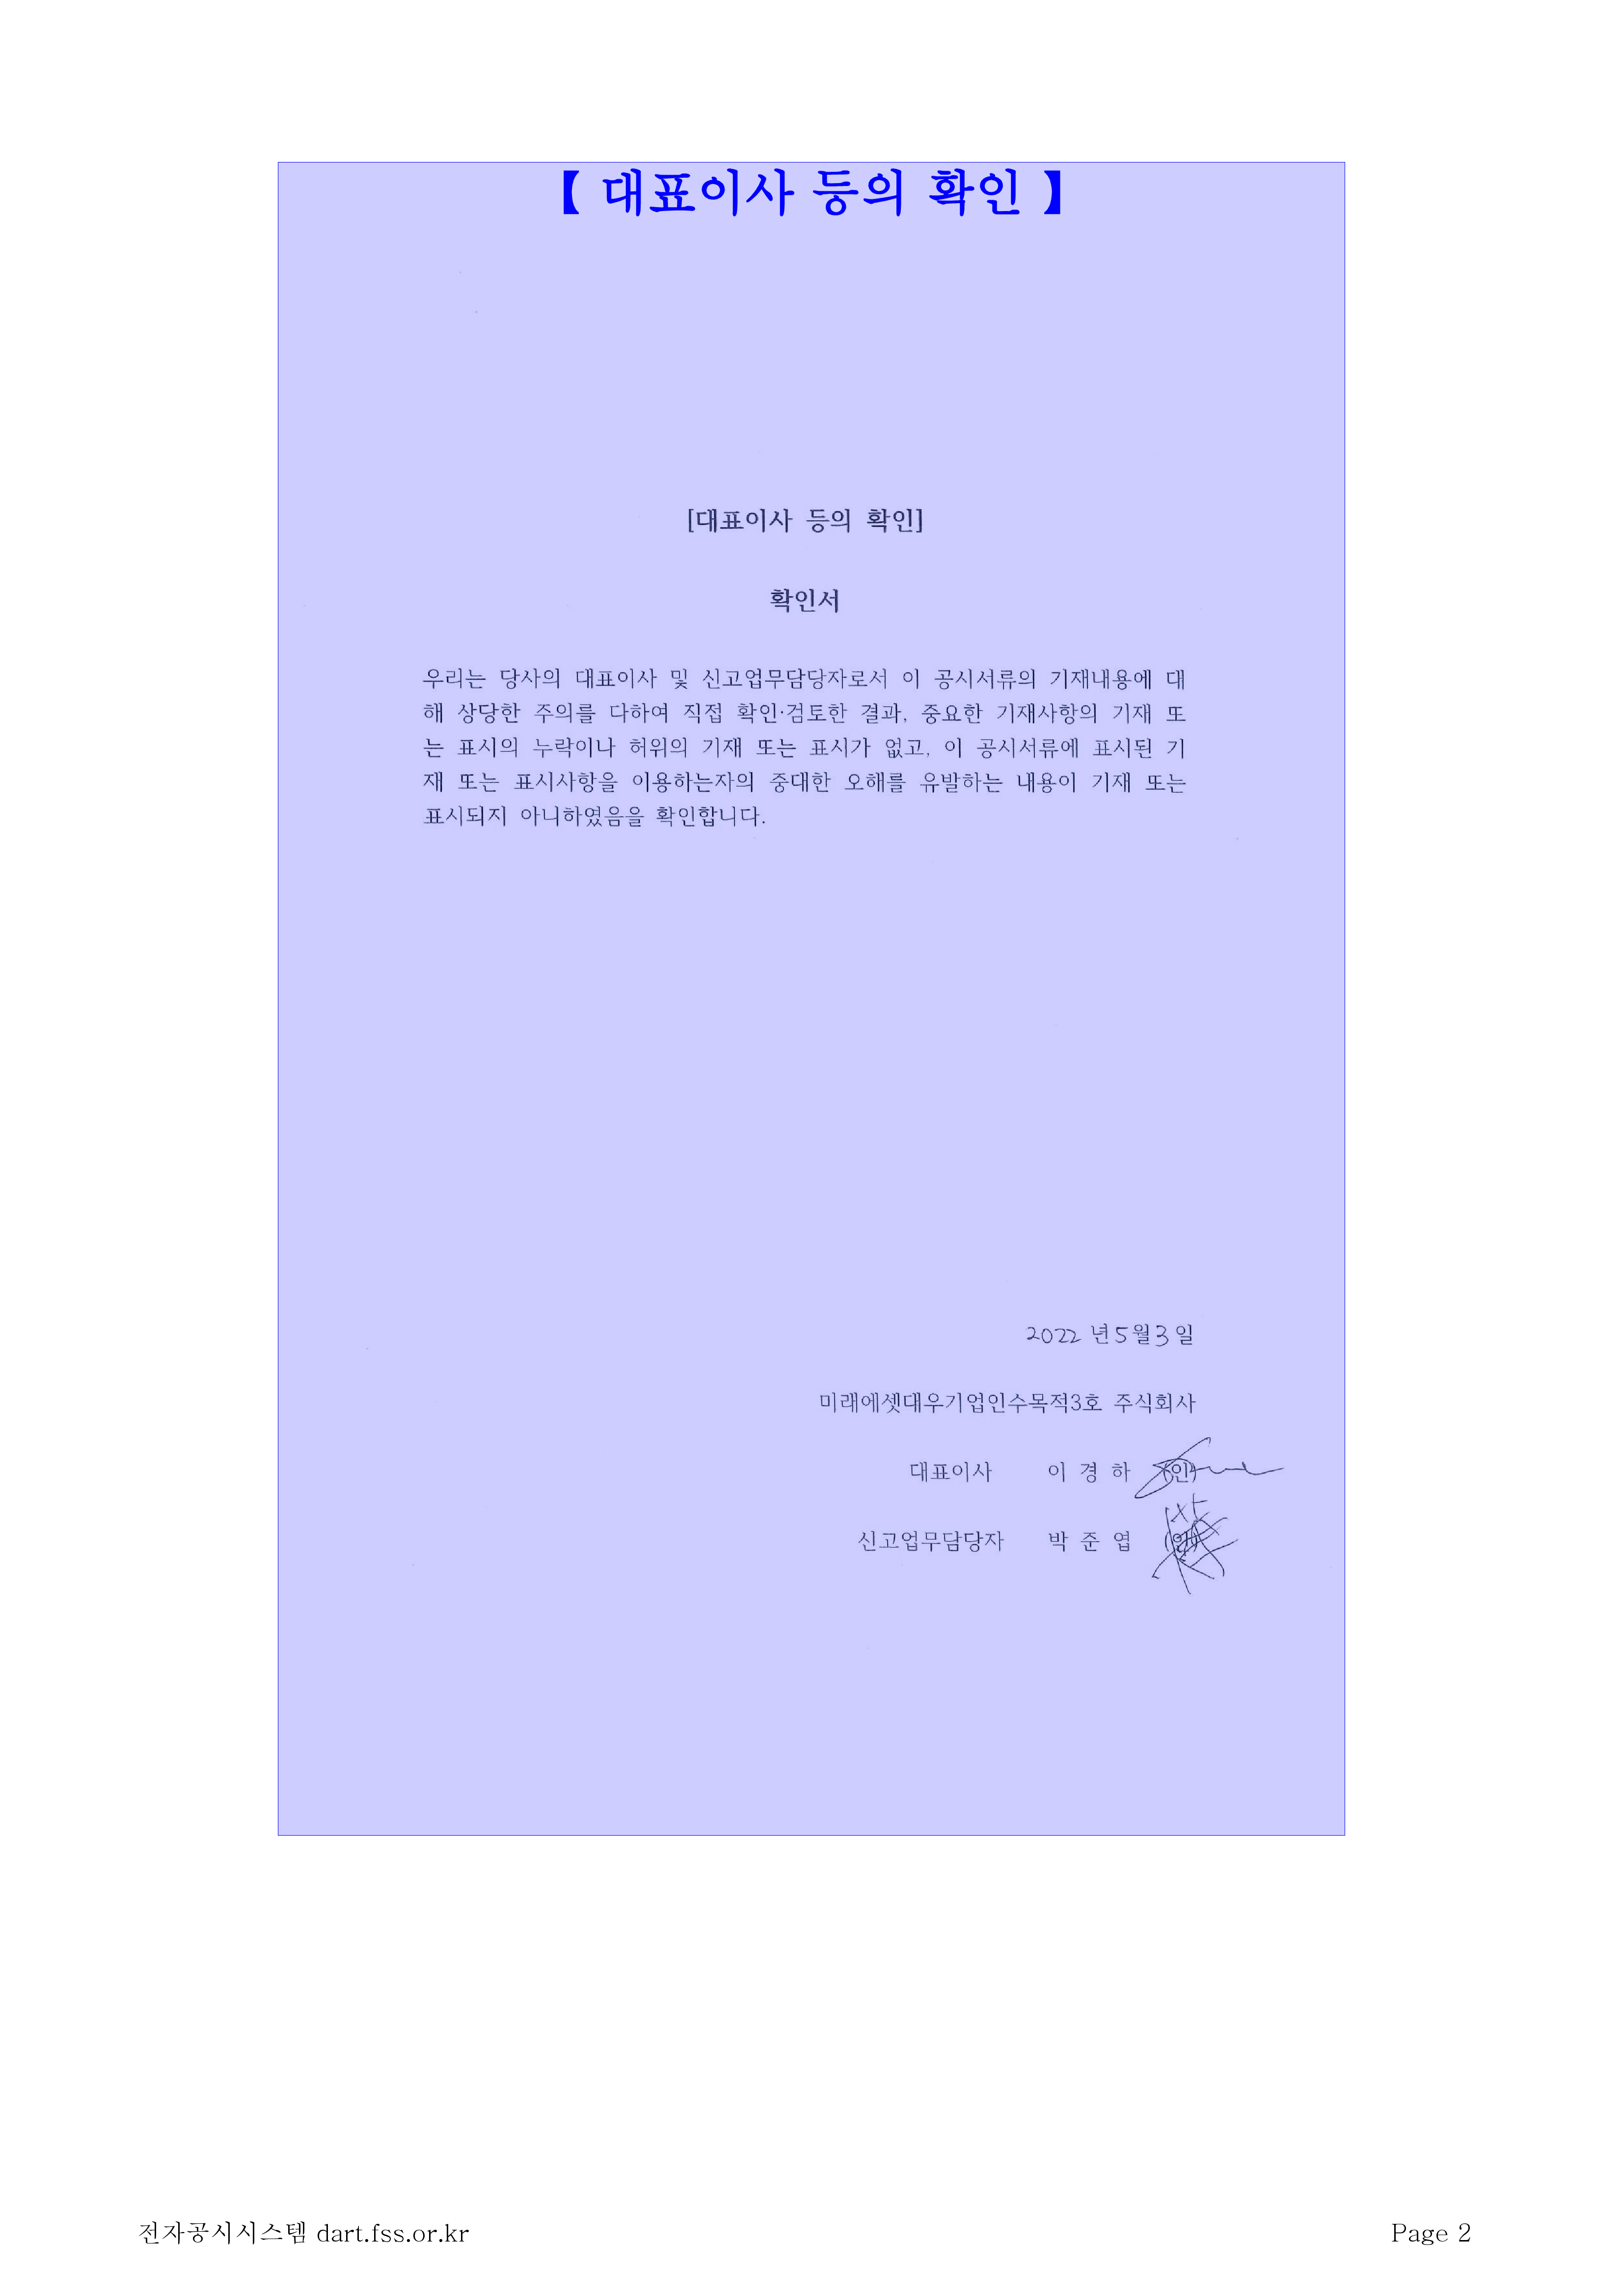 【 대표이사 등의 확인 】
[대표이사 등의 확인]
확인서
우리는 당사의 대표이사 및 신고업무담당자로서 이 공시서류의 기재내용에 대
해 상당한 주의를 다하여 직접 확인·검토한 결과, 중요한 기재사항의 기재 또
는 표시의 누락이나 허위의 기재 또는 표시가 없고, 이 공시서류에 표시된 기
재 또는 표시사항을 이용하는자의 중대한 오해를 유발하는 내용이 기재 또는
표시되지 아니하였음을 확인합니다.
2022 년 5 월 3 일
미래에셋대우기업인수목적3호 주식회사
대표이사 이 경 하 (인)
신고업무담당자 박 준 엽 (인)
전자공시시스템 dart.fss.or.kr
Page 2